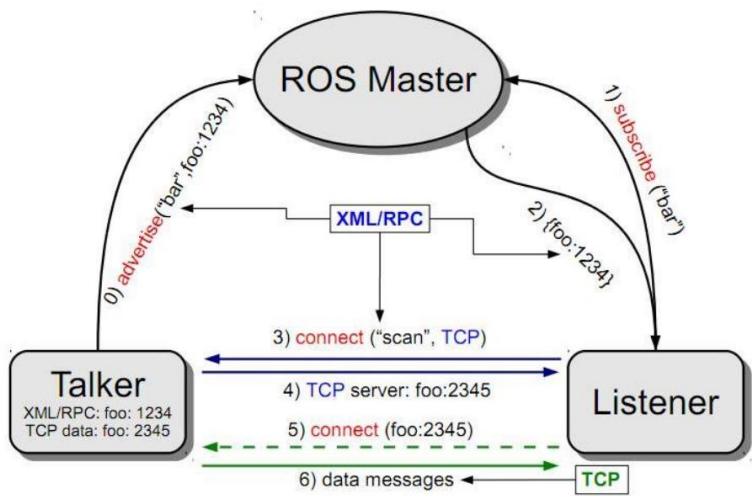 ROS Master
0) advertise("bar",foo:1234)
1) subscribe ("bar")
XML/RPC
2) {foo:1234}
3) connect ("scan", TCP)
Talker
XML/RPC: foo: 1234
TCP data: foo: 2345
4) TCP server: foo:2345
Listener
5) connect (foo:2345)
6) data messages
TCP